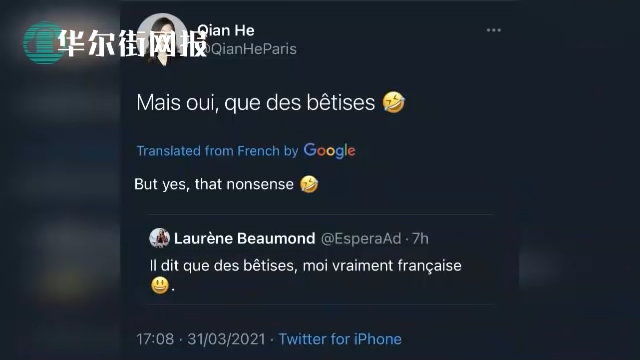 华尔街网报
Qian He
@QianHeParis
Mais oui, que des bêtises 🤣
Translated from French by Google
But yes, that nonsense 🤣
Laurène Beaumond @EsperaAd · 7h
Il dit que des bêtises, moi vraiment française
😃.
17:08 · 31/03/2021 · Twitter for iPhone